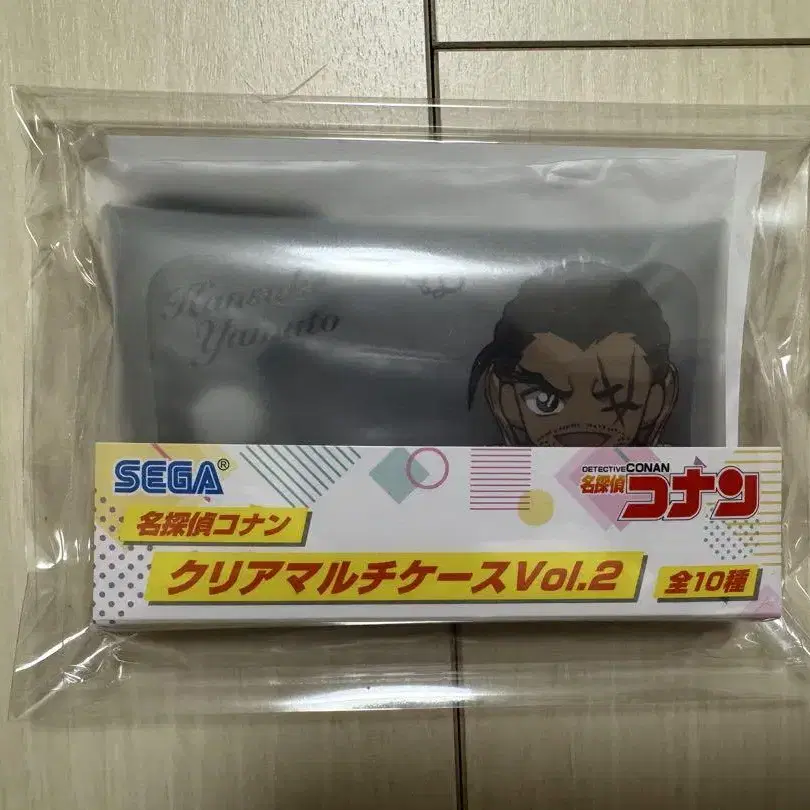 Kansuke
Yamato
SEGA®
DETECTIVE CONAN
名探偵コナン
名探偵コナン
クリアマルチケースVol.2
全10種